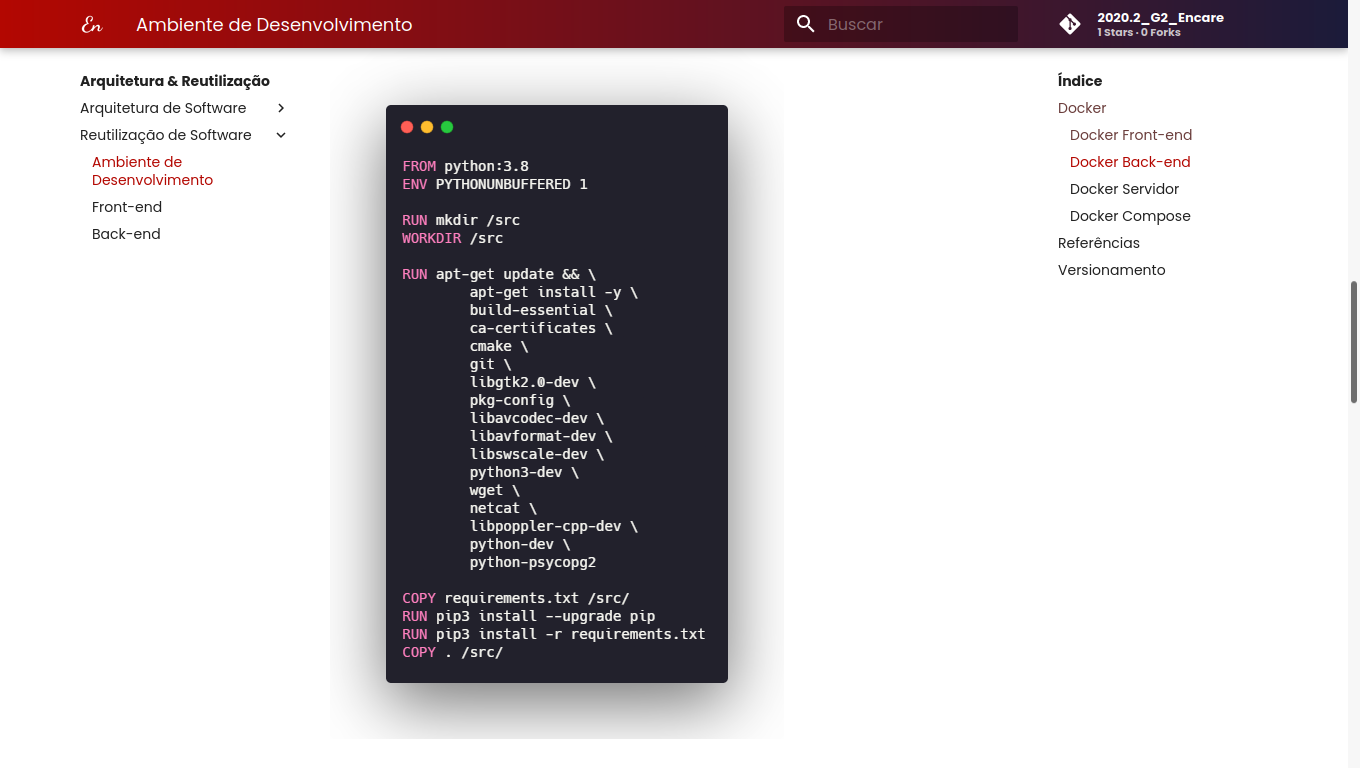 En
Ambiente de Desenvolvimento
Buscar
2020.2_G2_Encare
1 Stars · 0 Forks
Arquitetura & Reutilização
Arquitetura de Software
Reutilização de Software
Ambiente de
Desenvolvimento
Front-end
Back-end
FROM python:3.8
ENV PYTHONUNBUFFERED 1
RUN mkdir /src
WORKDIR /src
RUN apt-get update && \
apt-get install -y \
build-essential \
ca-certificates \
cmake \
git \
libgtk2.0-dev \
pkg-config \
libavcodec-dev \
libavformat-dev \
libswscale-dev \
python3-dev \
wget \
netcat \
libpoppler-cpp-dev \
python-dev \
python-psycopg2
COPY requirements.txt /src/
RUN pip3 install --upgrade pip
RUN pip3 install -r requirements.txt
COPY . /src/
Índice
Docker
Docker Front-end
Docker Back-end
Docker Servidor
Docker Compose
Referências
Versionamento